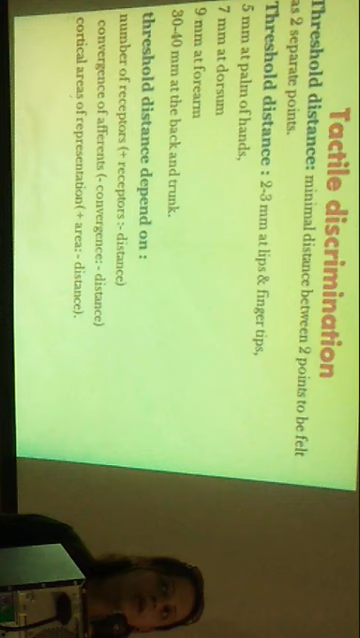 Tactile discrimination
Threshold distance: minimal distance between 2 points to be felt
as 2 separate points.
Threshold distance : 2-3 mm at lips & finger tips,
5 mm at palm of hands,
7 mm at dorsum
9 mm at forearm
30-40 mm at the back and trunk.
threshold distance depend on :
number of receptors (+ receptors :- distance)
convergence of afferents (- convergence: - distance)
cortical areas of representation( + area: - distance).